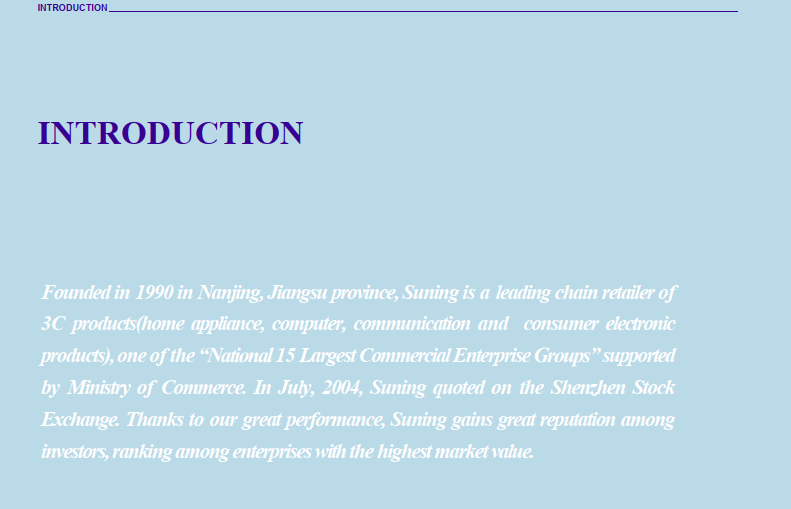 INTRODUCTION
INTRODUCTION
Founded in 1990 in Nanjing, Jiangsu province, Suning is a leading chain retailer of
3C products(home appliance, computer, communication and consumer electronic
products), one of the “National 15 Largest Commercial Enterprise Groups” supported
by Ministry of Commerce. In July, 2004, Suning quoted on the Shenzhen Stock
Exchange. Thanks to our great performance, Suning gains great reputation among
investors, ranking among enterprises with the highest market value.